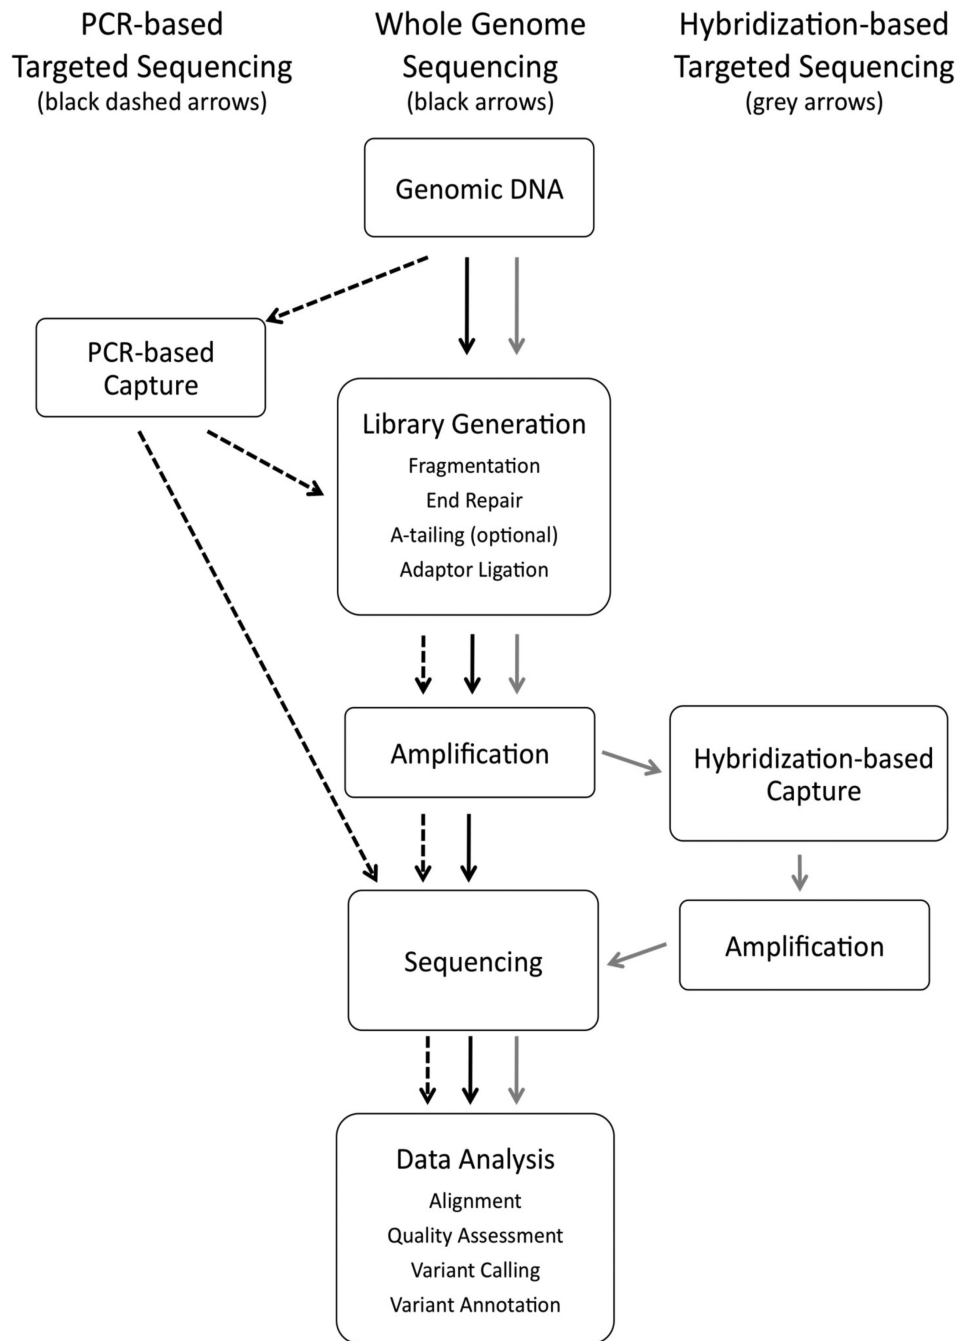 PCR-based
Targeted Sequencing
(black dashed arrows)
Whole Genome
Sequencing
(black arrows)
Hybridization-based
Targeted Sequencing
(grey arrows)
Genomic DNA
PCR-based
Capture
Library Generation
Fragmentation
End Repair
A-tailing (optional)
Adaptor Ligation
Amplification
Hybridization-based
Capture
Amplification
Sequencing
Data Analysis
Alignment
Quality Assessment
Variant Calling
Variant Annotation